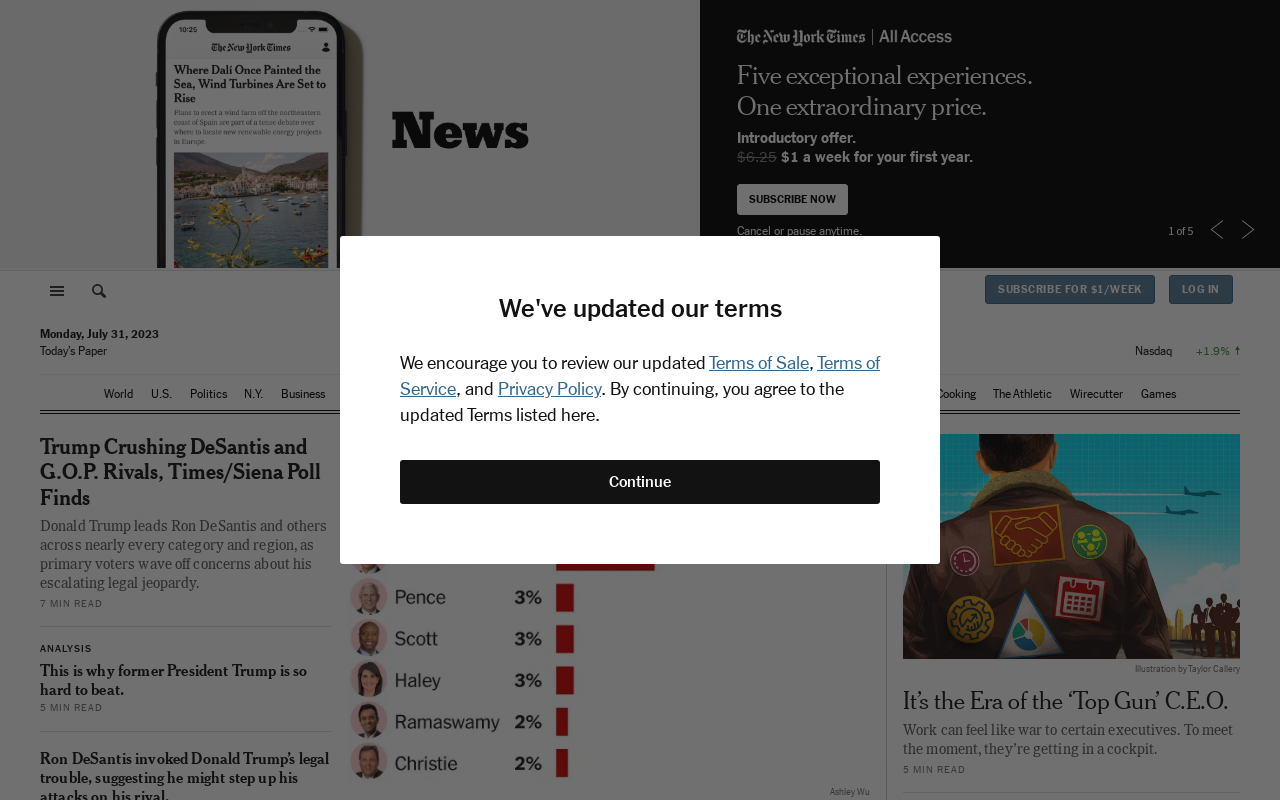 10:25
The New York Times
Where Dalí Once Painted the
Sea, Wind Turbines Are Set to
Rise
Plans to erect a wind farm off the northeastern
coast of Spain are part of a tense debate over
where to locate new renewable energy projects
in Europe.
News
The New York Times | All Access
Five exceptional experiences.
One extraordinary price.
Introductory offer.
$6.25 $1 a week for your first year.
SUBSCRIBE NOW
Cancel or pause anytime.
1 of 5
SUBSCRIBE FOR $1/WEEK
LOG IN
Monday, July 31, 2023
Today's Paper
Nasdaq +1.9%
World U.S. Politics N.Y. Business
Cooking The Athletic Wirecutter Games
We've updated our terms
We encourage you to review our updated Terms of Sale, Terms of
Service, and Privacy Policy. By continuing, you agree to the
updated Terms listed here.
Continue
Trump Crushing DeSantis and
G.O.P. Rivals, Times/Siena Poll
Finds
Donald Trump leads Ron DeSantis and others
across nearly every category and region, as
primary voters wave off concerns about his
escalating legal jeopardy.
7 MIN READ
ANALYSIS
This is why former President Trump is so
hard to beat.
5 MIN READ
Ron DeSantis invoked Donald Trump's legal
trouble, suggesting he might step up his
attacks on his rival.
Pence 3%
Scott 3%
Haley 3%
Ramaswamy 2%
Christie 2%
Ashley Wu
Illustration by Taylor Callery
It's the Era of the ‘Top Gun’ C.E.O.
Work can feel like war to certain executives. To meet
the moment, they're getting in a cockpit.
5 MIN READ